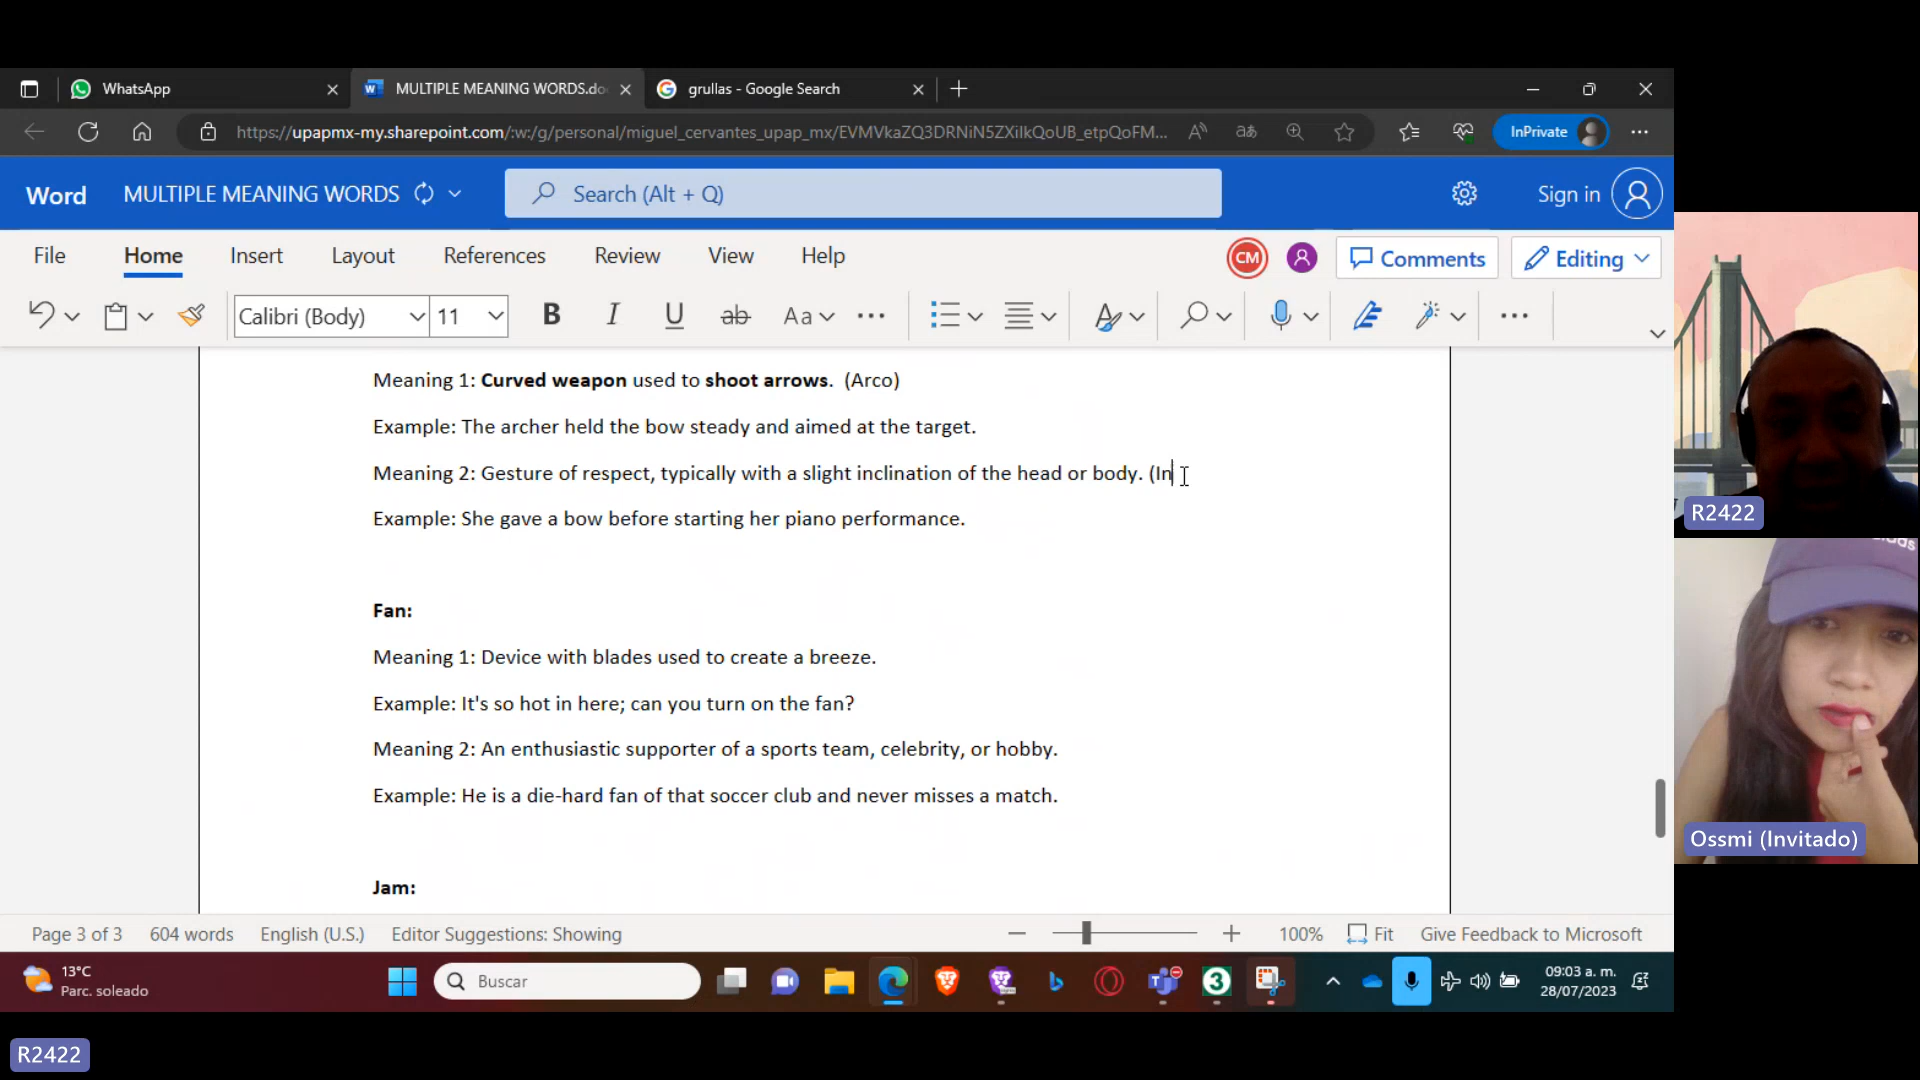 WhatsApp
MULTIPLE MEANING WORDS.do
grullas - Google Search
https://upapmx-my.sharepoint.com/:w:/g/personal/miguel_cervantes_upap_mx/EVMVkaZQ3DRNiN5ZXiIkQoUB_etpQoFM...
InPrivate
Word
MULTIPLE MEANING WORDS
Search (Alt + Q)
Sign in
File Home Insert Layout References Review View Help
CM
Comments
Editing
Calibri (Body)
11
Meaning 1: Curved weapon used to shoot arrows. (Arco)
Example: The archer held the bow steady and aimed at the target.
Meaning 2: Gesture of respect, typically with a slight inclination of the head or body. (In
Example: She gave a bow before starting her piano performance.
Fan:
Meaning 1: Device with blades used to create a breeze.
Example: It's so hot in here; can you turn on the fan?
Meaning 2: An enthusiastic supporter of a sports team, celebrity, or hobby.
Example: He is a die-hard fan of that soccer club and never misses a match.
Jam:
R2422
Ossmi (Invitado)
Page 3 of 3 604 words English (U.S.) Editor Suggestions: Showing
100% Fit Give Feedback to Microsoft
13°C
Parc. soleado
Buscar
09:03 a. m.
28/07/2023
R2422